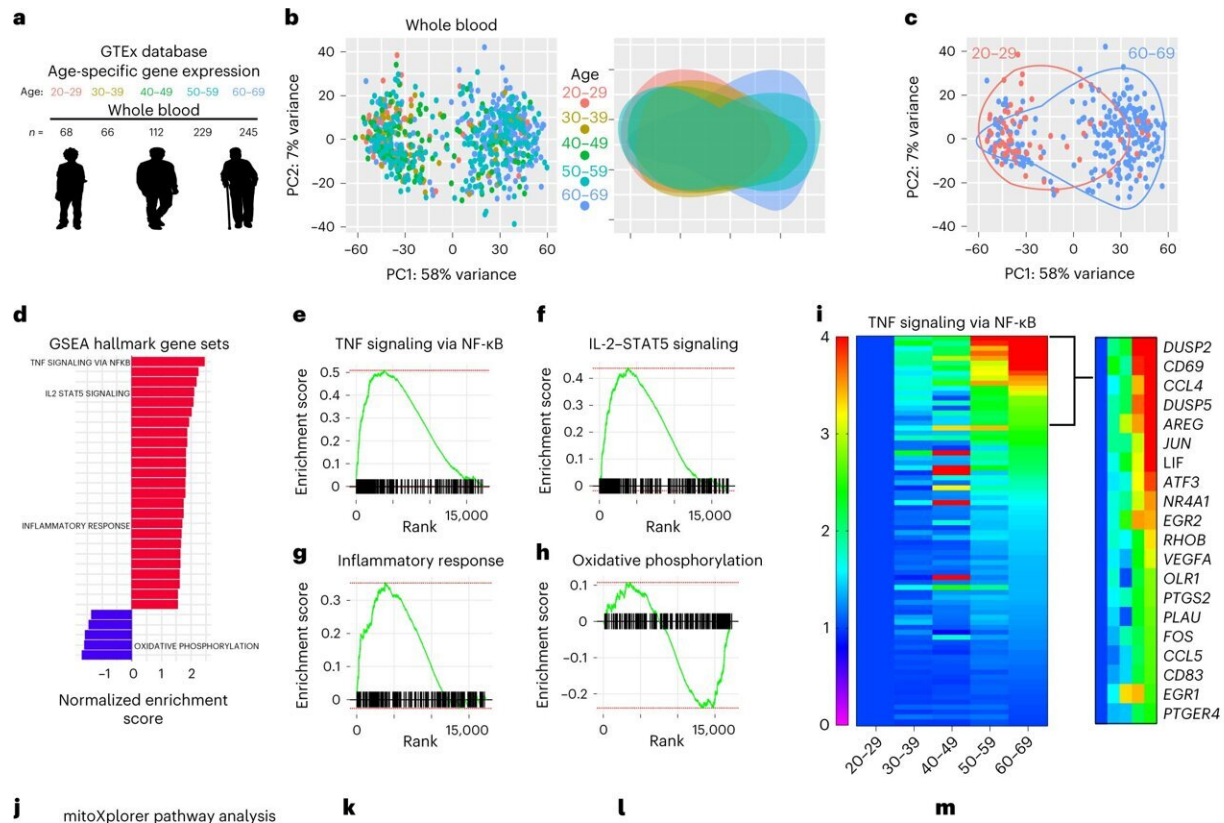 a
GTEx database
Age-specific gene expression
Age: 20–29 30–39 40–49 50–59 60–69
Whole blood
n = 68 66 112 229 245
b
Whole blood
PC2: 7% variance
40
20
0
−20
−40
−60 −30 0 30 60
PC1: 58% variance
Age
20–29
30–39
40–49
50–59
60–69
c
PC2: 7% variance
40
20
0
−20
−40
20–29
60–69
−60 −30 0 30 60
PC1: 58% variance
d
GSEA hallmark gene sets
TNF SIGNALING VIA NFKB
IL2 STAT5 SIGNALING
INFLAMMATORY RESPONSE
OXIDATIVE PHOSPHORYLATION
−1 0 1 2
Normalized enrichment
score
e
TNF signaling via NF-κB
Enrichment score
0.5
0.4
0.3
0.2
0.1
0
0 15,000
Rank
f
IL-2–STAT5 signaling
Enrichment score
0.4
0.3
0.2
0.1
0
0 15,000
Rank
g
Inflammatory response
Enrichment score
0.3
0.2
0.1
0
0 15,000
Rank
h
Oxidative phosphorylation
Enrichment score
0.1
0
−0.1
−0.2
0 15,000
Rank
i
TNF signaling via NF-κB
4
3
2
1
0
20–29
30–39
40–49
50–59
60–69
DUSP2
CD69
CCL4
DUSP5
AREG
JUN
LIF
ATF3
NR4A1
EGR2
RHOB
VEGFA
OLR1
PTGS2
PLAU
FOS
CCL5
CD83
EGR1
PTGER4
j
mitoXplorer pathway analysis
k
l
m